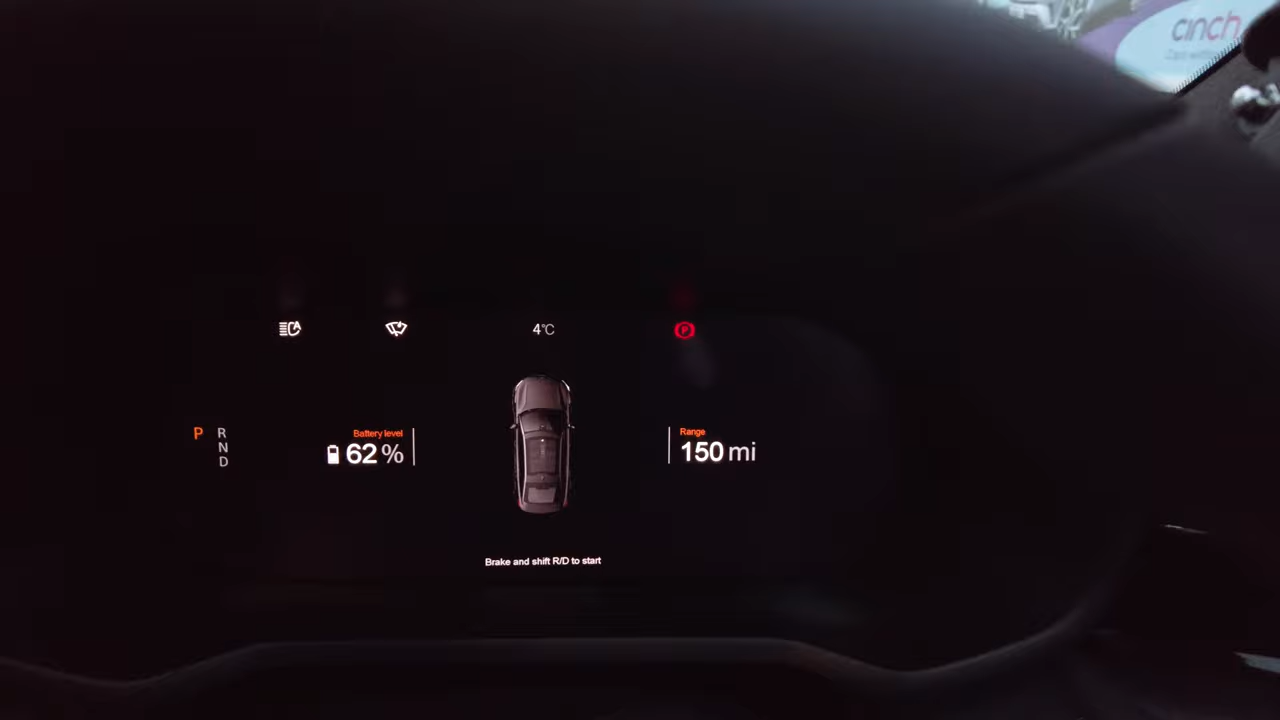 cinch
4°C
P
R
N
D
Battery level
62 %
Range
150 mi
Brake and shift R/D to start